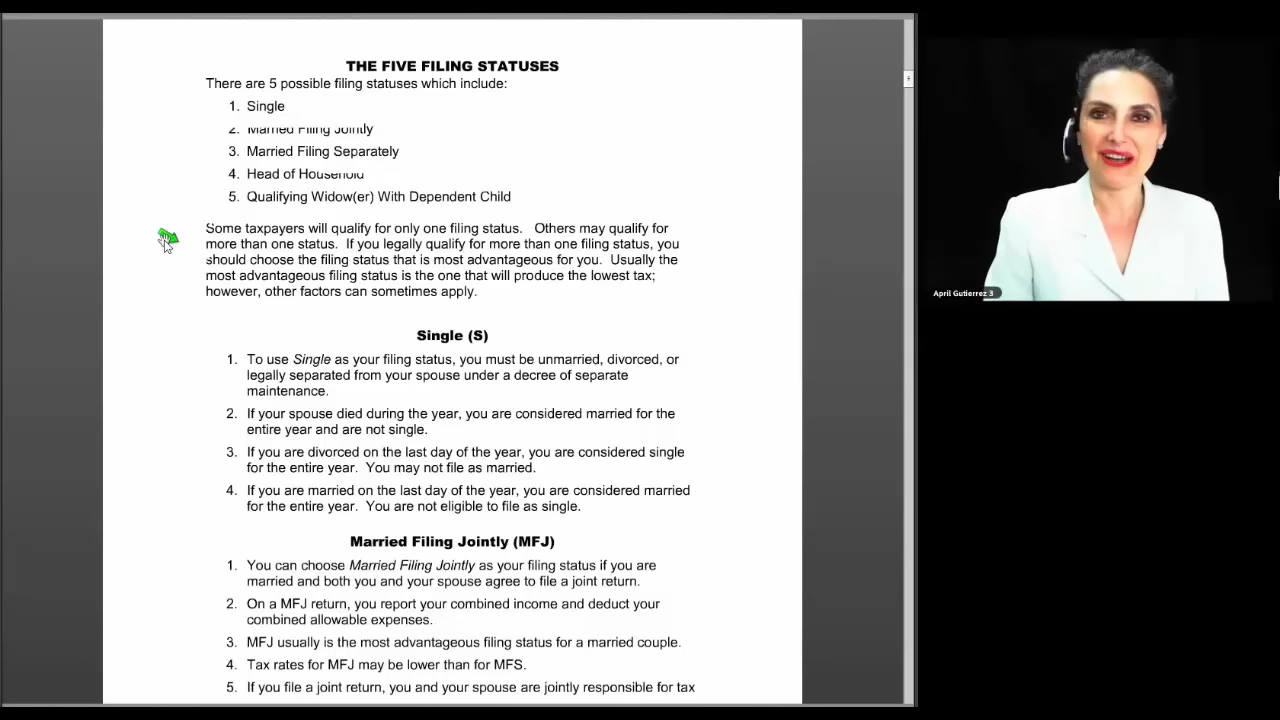 THE FIVE FILING STATUSES
There are 5 possible filing statuses which include:
1. Single
2. Married Filing Jointly
3. Married Filing Separately
4. Head of Household
5. Qualifying Widow(er) With Dependent Child
Some taxpayers will qualify for only one filing status. Others may qualify for
more than one status. If you legally qualify for more than one filing status, you
should choose the filing status that is most advantageous for you. Usually the
most advantageous filing status is the one that will produce the lowest tax;
however, other factors can sometimes apply.
Single (S)
1. To use Single as your filing status, you must be unmarried, divorced, or
legally separated from your spouse under a decree of separate
maintenance.
2. If your spouse died during the year, you are considered married for the
entire year and are not single.
3. If you are divorced on the last day of the year, you are considered single
for the entire year. You may not file as married.
4. If you are married on the last day of the year, you are considered married
for the entire year. You are not eligible to file as single.
Married Filing Jointly (MFJ)
1. You can choose Married Filing Jointly as your filing status if you are
married and both you and your spouse agree to file a joint return.
2. On a MFJ return, you report your combined income and deduct your
combined allowable expenses.
3. MFJ usually is the most advantageous filing status for a married couple.
4. Tax rates for MFJ may be lower than for MFS.
5. If you file a joint return, you and your spouse are jointly responsible for tax
April Gutierrez 3